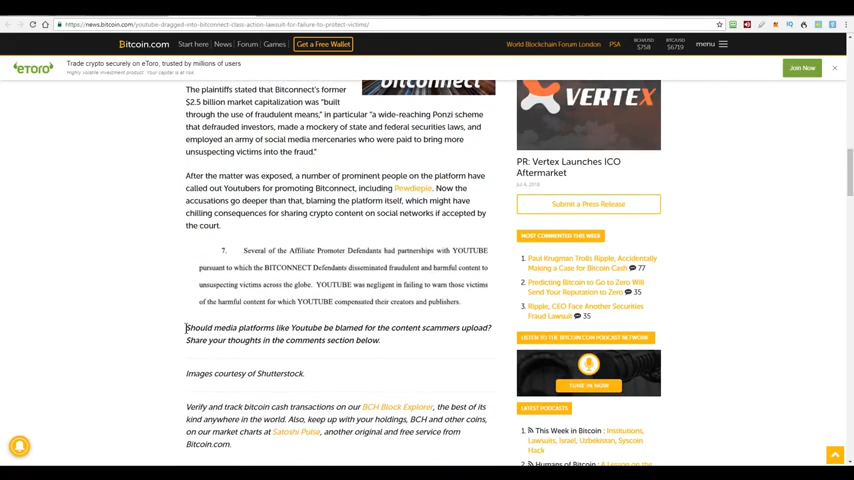 https://news.bitcoin.com/youtube-dragged-into-bitconnect-class-action-lawsuit-for-failure-to-protect-victims/
Bitcoin.com
Start here
News
Forum
Games
Get a Free Wallet
World Blockchain Forum London
PSA
BCH/USD
$758
BTC/USD
$6719
menu
eToro
Trade crypto securely on eToro, trusted by millions of users
Highly volatile investment product. Your capital is at risk.
Join Now
bitconnect
The plaintiffs stated that Bitconnect's former
$2.5 billion market capitalization was "built
through the use of fraudulent means," in particular "a wide-reaching Ponzi scheme
that defrauded investors, made a mockery of state and federal securities laws, and
employed an army of social media mercenaries who were paid to bring more
unsuspecting victims into the fraud."
After the matter was exposed, a number of prominent people on the platform have
called out Youtubers for promoting Bitconnect, including Pewdiepie. Now the
accusations go deeper than that, blaming the platform itself, which might have
chilling consequences for sharing crypto content on social networks if accepted by
the court.
7. Several of the Affiliate Promoter Defendants had partnerships with YOUTUBE
pursuant to which the BITCONNECT Defendants disseminated fraudulent and harmful content to
unsuspecting victims across the globe. YOUTUBE was negligent in failing to warn those victims
of the harmful content for which YOUTUBE compensated their creators and publishers.
Should media platforms like Youtube be blamed for the content scammers upload?
Share your thoughts in the comments section below.
Images courtesy of Shutterstock.
Verify and track bitcoin cash transactions on our BCH Block Explorer, the best of its
kind anywhere in the world. Also, keep up with your holdings, BCH and other coins,
on our market charts at Satoshi Pulse, another original and free service from
Bitcoin.com.
VERTEX
PR: Vertex Launches ICO
Aftermarket
Jul 4, 2018
Submit a Press Release
MOST COMMENTED THIS WEEK
1. Paul Krugman Trolls Ripple, Accidentally
Making a Case for Bitcoin Cash 77
2. Predicting Bitcoin to Go to Zero Will
Send Your Reputation to Zero 35
3. Ripple, CEO Face Another Securities
Fraud Lawsuit 35
LISTEN TO THE BITCOIN.COM PODCAST NETWORK
TUNE IN NOW
LATEST PODCASTS
1. This Week in Bitcoin : Institutions,
Lawsuits, Israel, Uzbekistan, Syscoin
Hack
2. Humans of Bitcoin : A Lesson on the